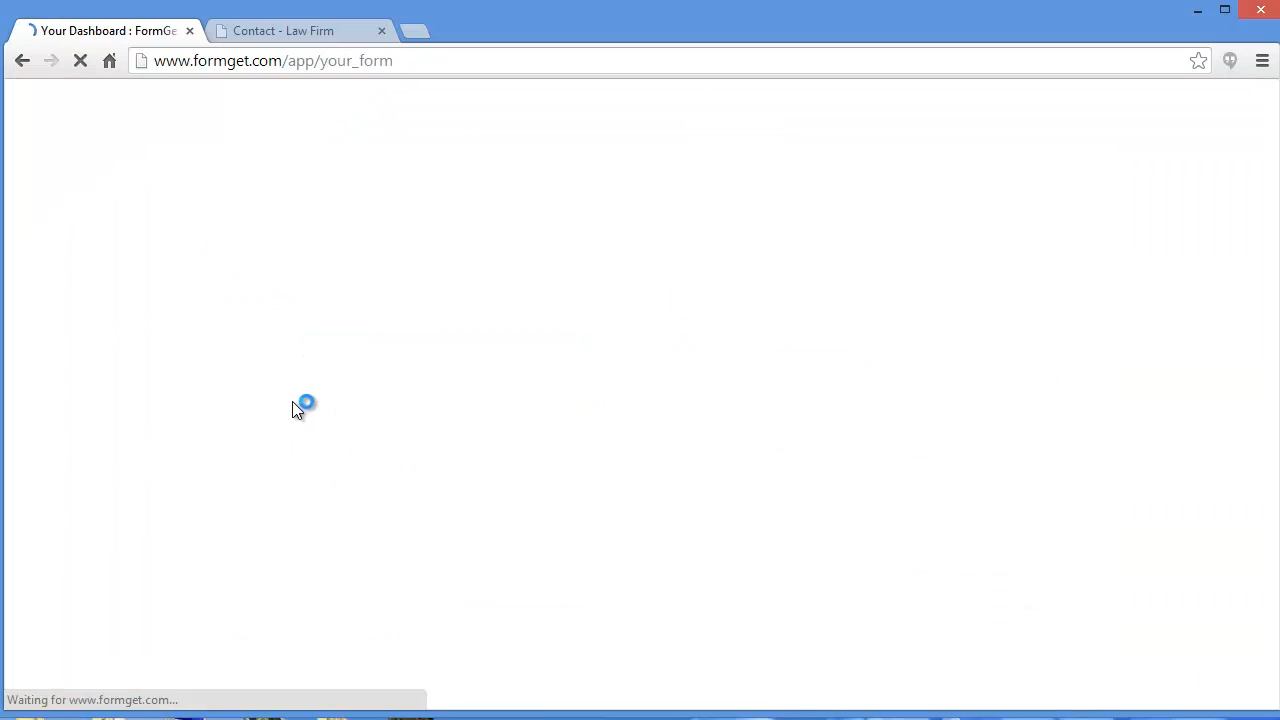 Your Dashboard : FormGe
Contact - Law Firm
www.formget.com/app/your_form
Waiting for www.formget.com...